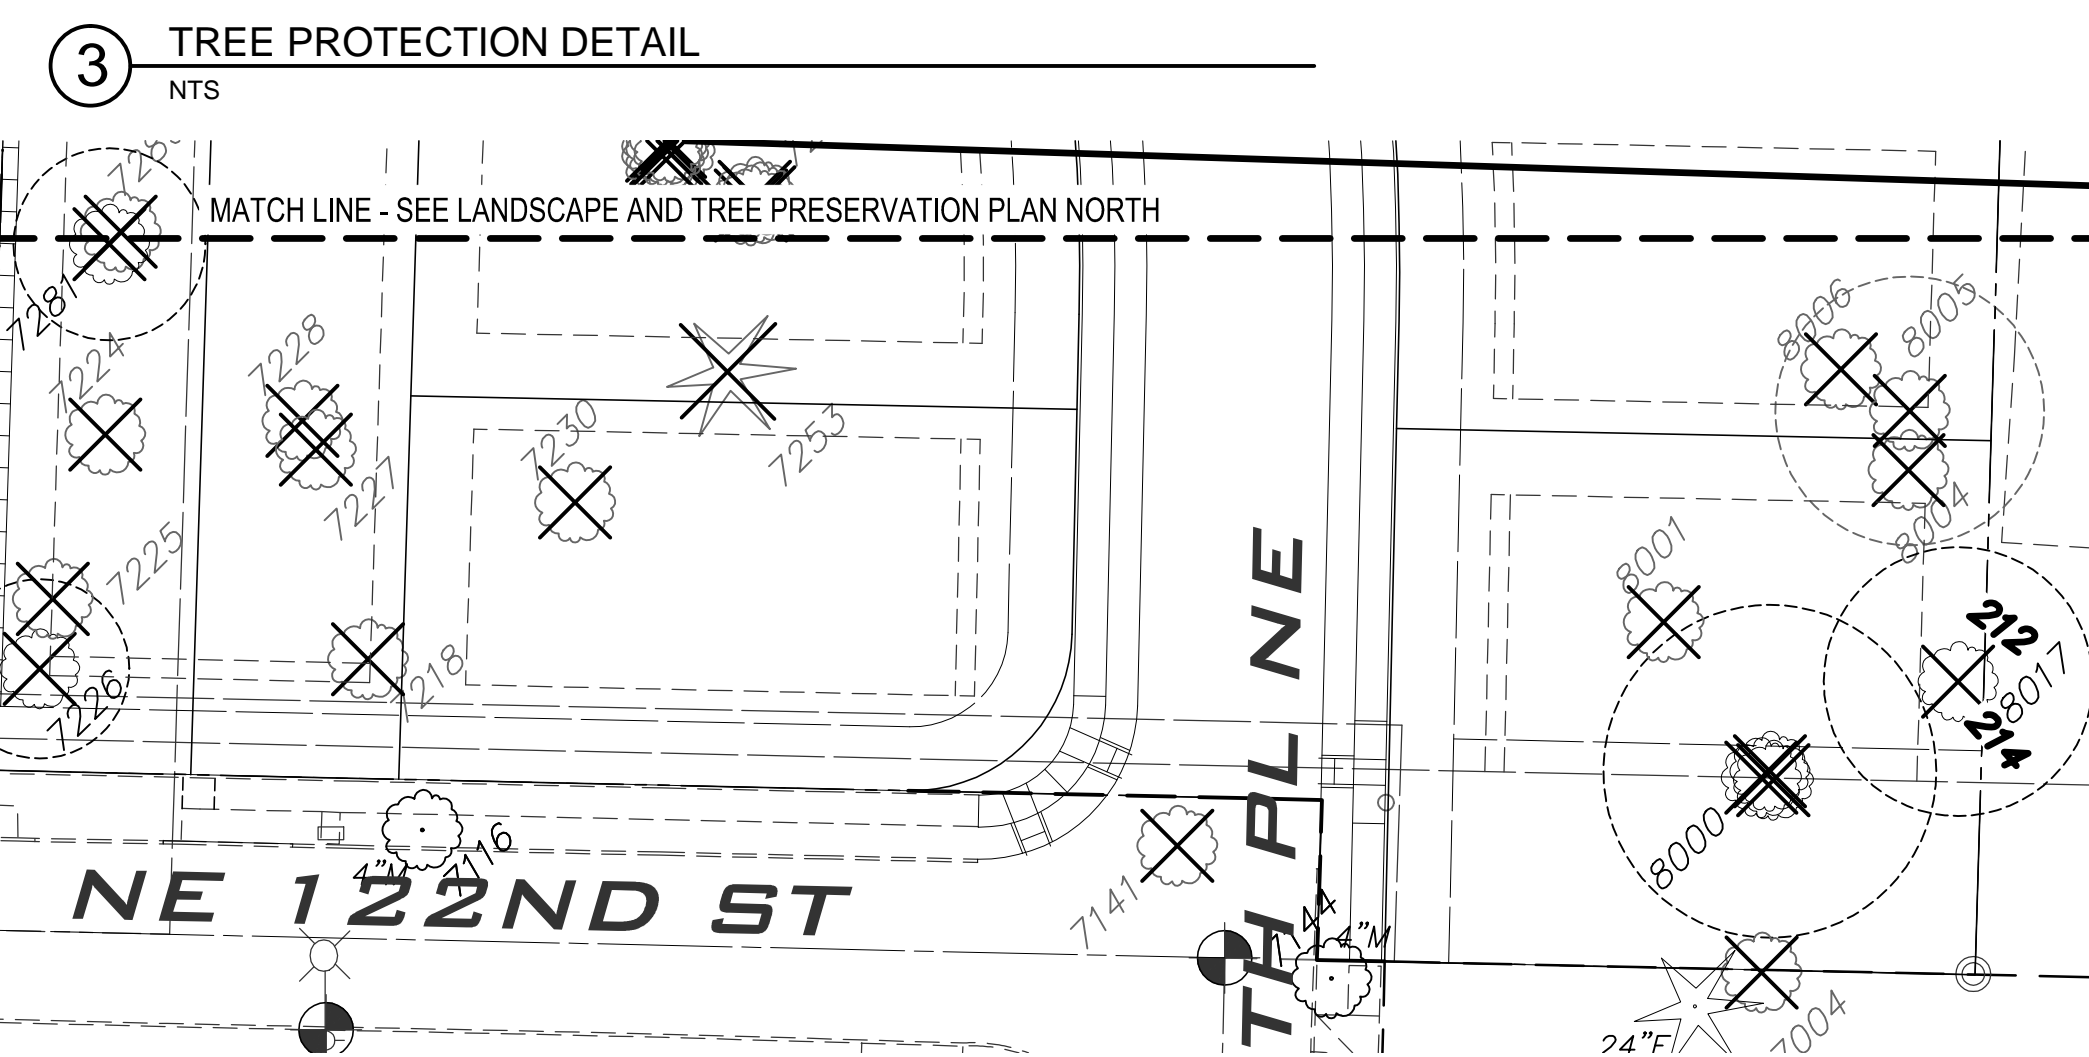 3
TREE PROTECTION DETAIL
NTS
MATCH LINE - SEE LANDSCAPE AND TREE PRESERVATION PLAN NORTH
7281
7224
7228
7230
7253
7227
7225
7226
7218
8006
8005
8004
8001
212
8017
214
8000
4"M
7116
NE 122ND ST
7141
TH PL NE
4"M
24"F
7004